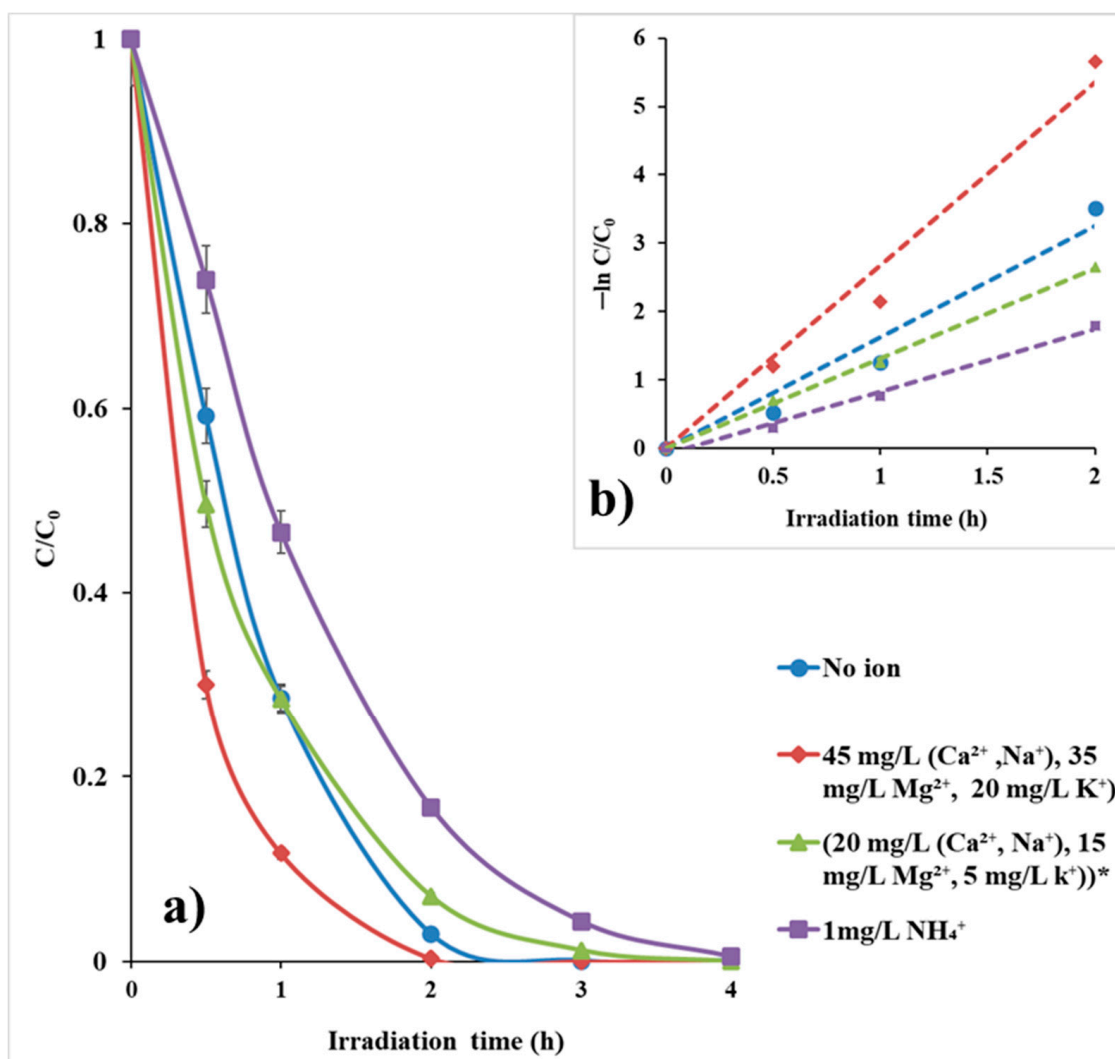 1
0.8
0.6
0.4
0.2
0
C/C₀
0
1
2
3
4
Irradiation time (h)
a)
6
5
4
3
2
1
0
−ln C/C₀
0
0.5
1
1.5
2
Irradiation time (h)
b)
No ion
45 mg/L (Ca²⁺ ,Na⁺), 35
mg/L Mg²⁺, 20 mg/L K⁺)
(20 mg/L (Ca²⁺, Na⁺), 15
mg/L Mg²⁺, 5 mg/L k⁺))*
1mg/L NH₄⁺